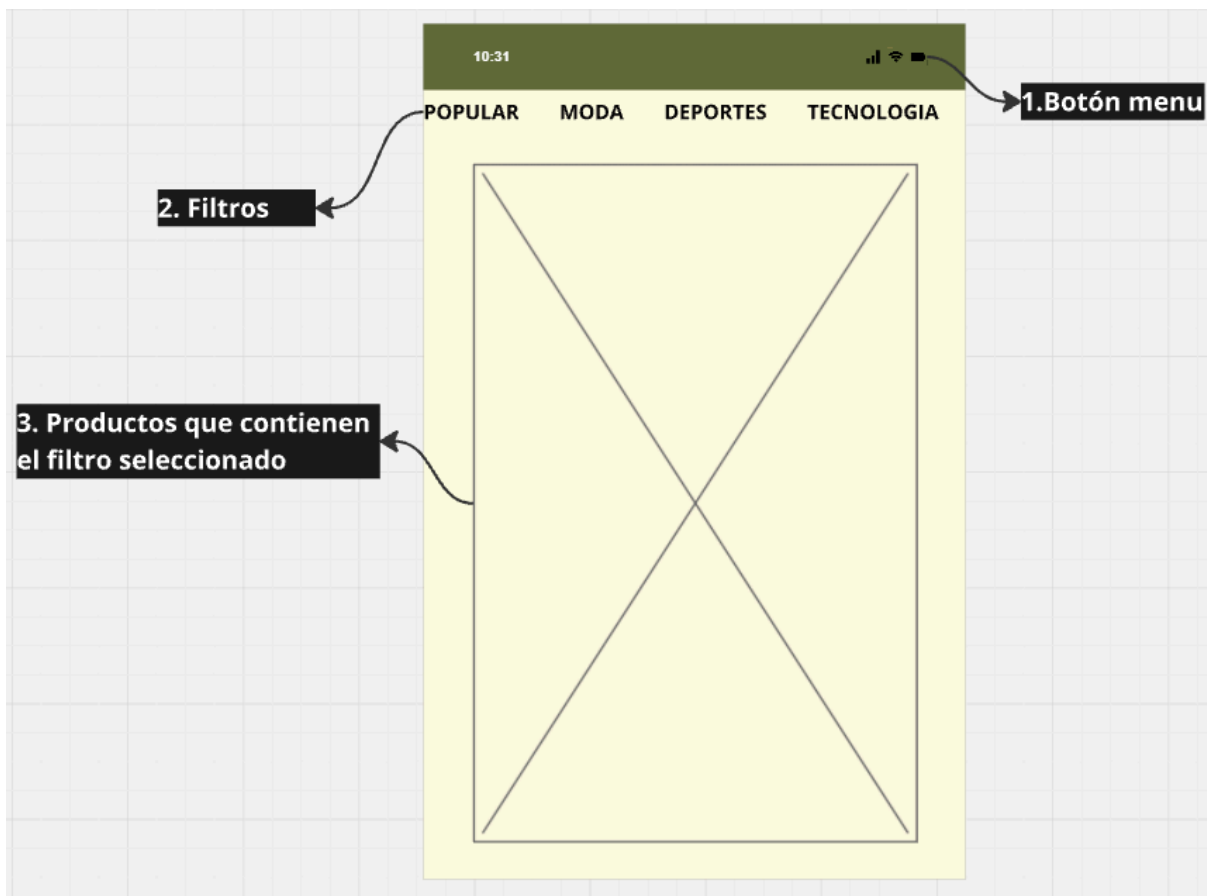 10:31
1.Botón menu
POPULAR MODA DEPORTES TECNOLOGIA
2. Filtros
3. Productos que contienen
el filtro seleccionado